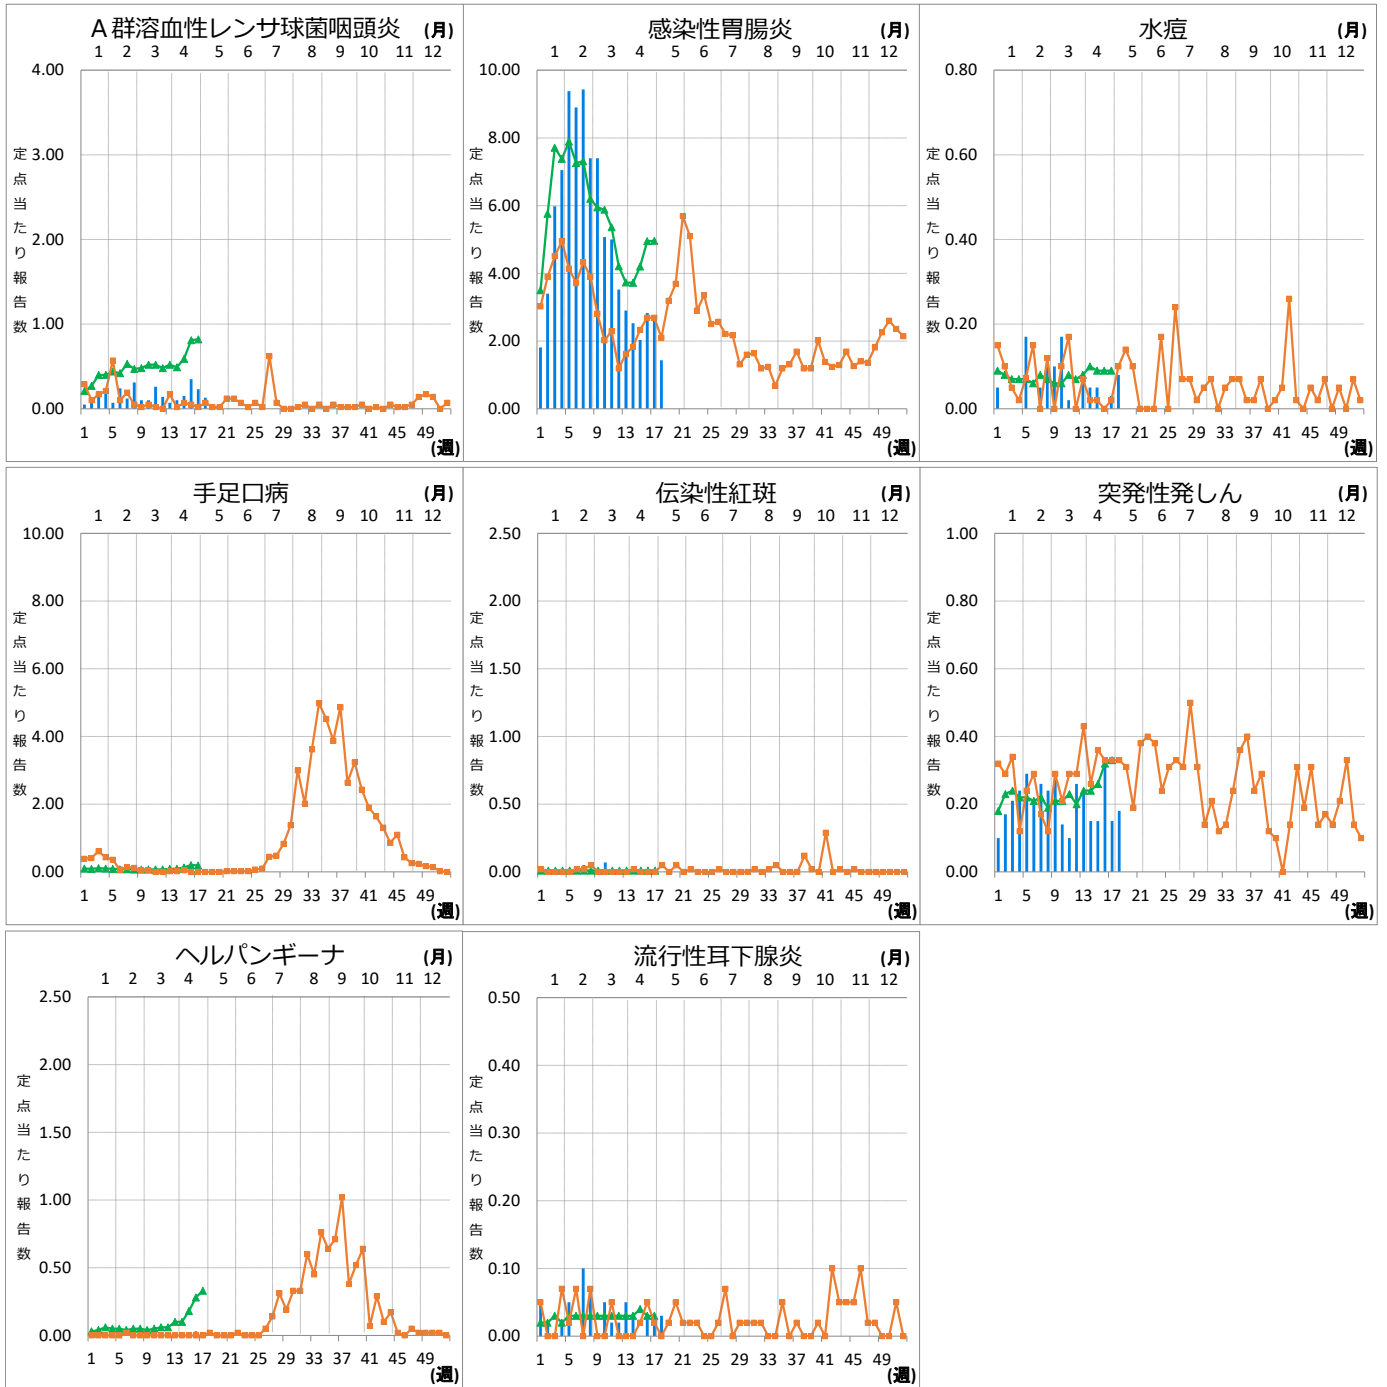 A群溶血性レンサ球菌咽頭炎 (月)
1 2 3 4 5 6 7 8 9 10 11 12
4.00
3.00
2.00
1.00
0.00
定点当たり報告数
1 5 9 13 17 21 25 29 33 37 41 45 49
(週)
感染性胃腸炎 (月)
1 2 3 4 5 6 7 8 9 10 11 12
10.00
8.00
6.00
4.00
2.00
0.00
定点当たり報告数
1 5 9 13 17 21 25 29 33 37 41 45 49
(週)
水痘 (月)
1 2 3 4 5 6 7 8 9 10 11 12
0.80
0.60
0.40
0.20
0.00
定点当たり報告数
1 5 9 13 17 21 25 29 33 37 41 45 49
(週)
手足口病 (月)
1 2 3 4 5 6 7 8 9 10 11 12
10.00
8.00
6.00
4.00
2.00
0.00
定点当たり報告数
1 5 9 13 17 21 25 29 33 37 41 45 49
(週)
伝染性紅斑 (月)
1 2 3 4 5 6 7 8 9 10 11 12
2.50
2.00
1.50
1.00
0.50
0.00
定点当たり報告数
1 5 9 13 17 21 25 29 33 37 41 45 49
(週)
突発性発しん (月)
1 2 3 4 5 6 7 8 9 10 11 12
1.00
0.80
0.60
0.40
0.20
0.00
定点当たり報告数
1 5 9 13 17 21 25 29 33 37 41 45 49
(週)
ヘルパンギーナ (月)
1 2 3 4 5 6 7 8 9 10 11 12
2.50
2.00
1.50
1.00
0.50
0.00
定点当たり報告数
1 5 9 13 17 21 25 29 33 37 41 45 49
(週)
流行性耳下腺炎 (月)
1 2 3 4 5 6 7 8 9 10 11 12
0.50
0.40
0.30
0.20
0.10
0.00
定点当たり報告数
1 5 9 13 17 21 25 29 33 37 41 45 49
(週)